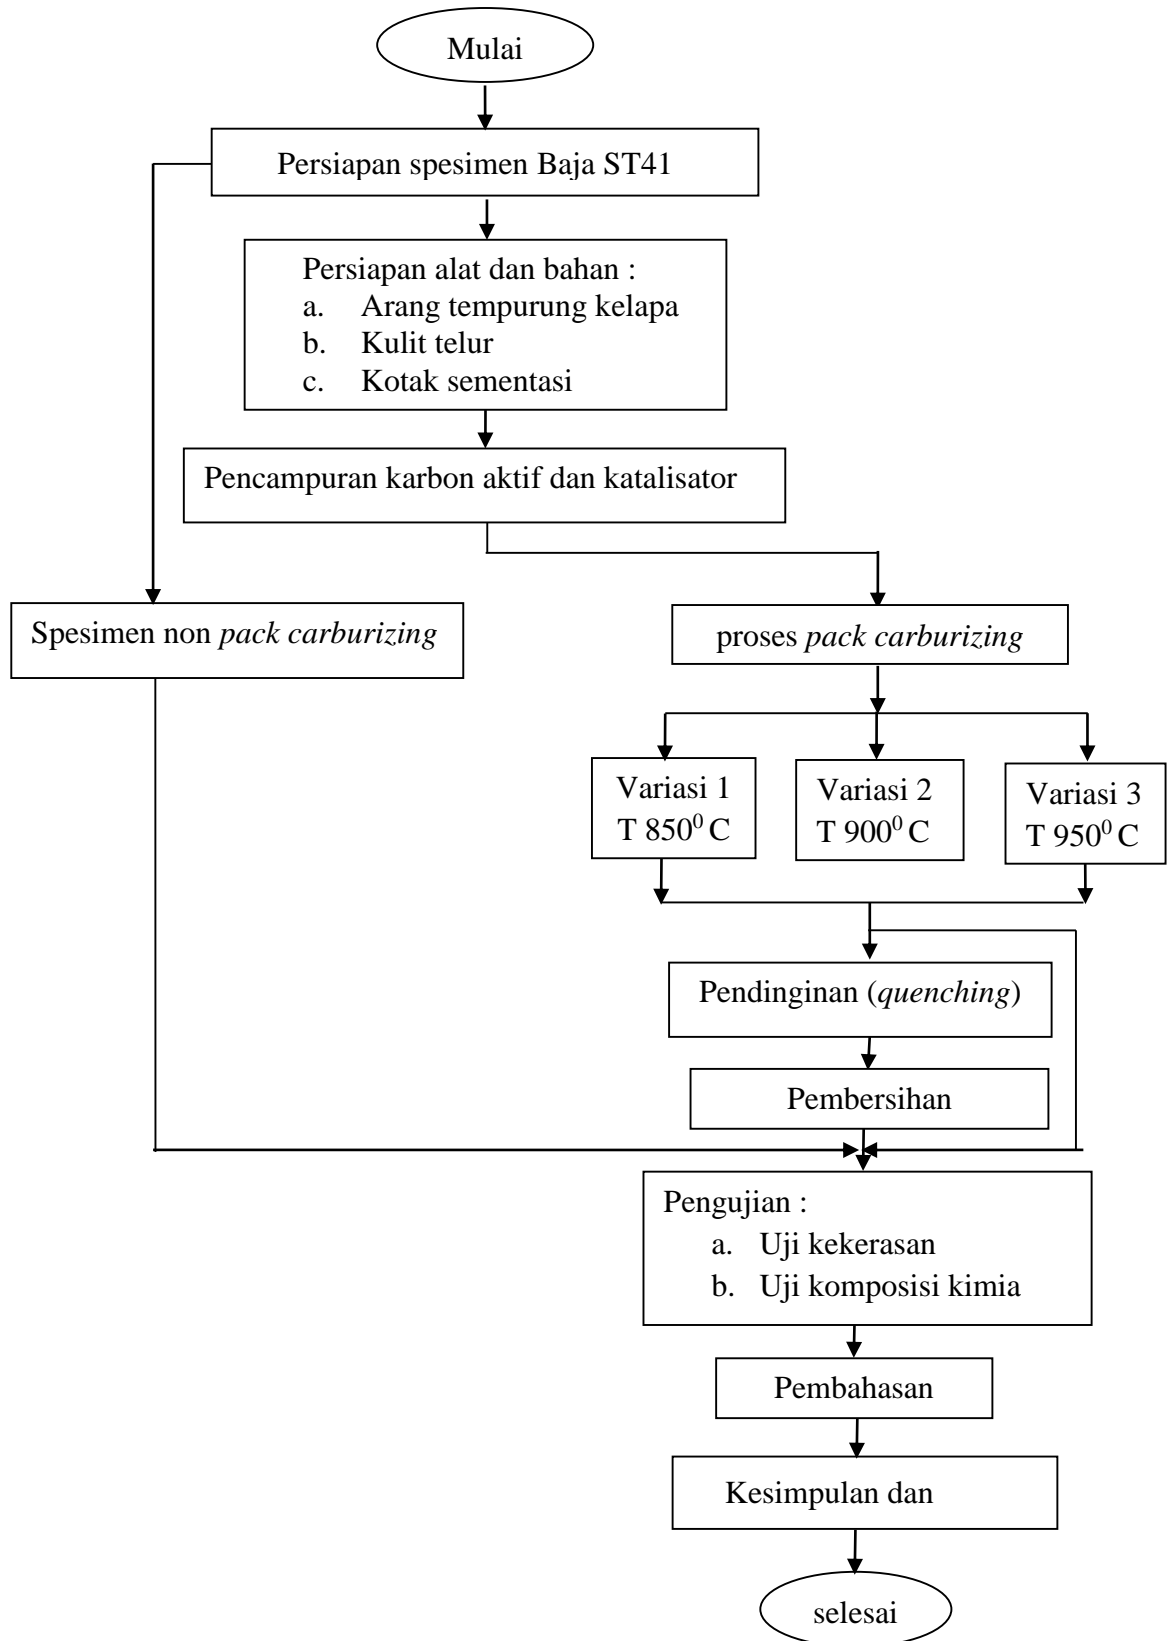 Mulai
Persiapan spesimen Baja ST41
Persiapan alat dan bahan :
a. Arang tempurung kelapa
b. Kulit telur
c. Kotak sementasi
Pencampuran karbon aktif dan katalisator
Spesimen non pack carburizing
proses pack carburizing
Variasi 1
T 850⁰ C
Variasi 2
T 900⁰ C
Variasi 3
T 950⁰ C
Pendinginan (quenching)
Pembersihan
Pengujian :
a. Uji kekerasan
b. Uji komposisi kimia
Pembahasan
Kesimpulan dan
selesai